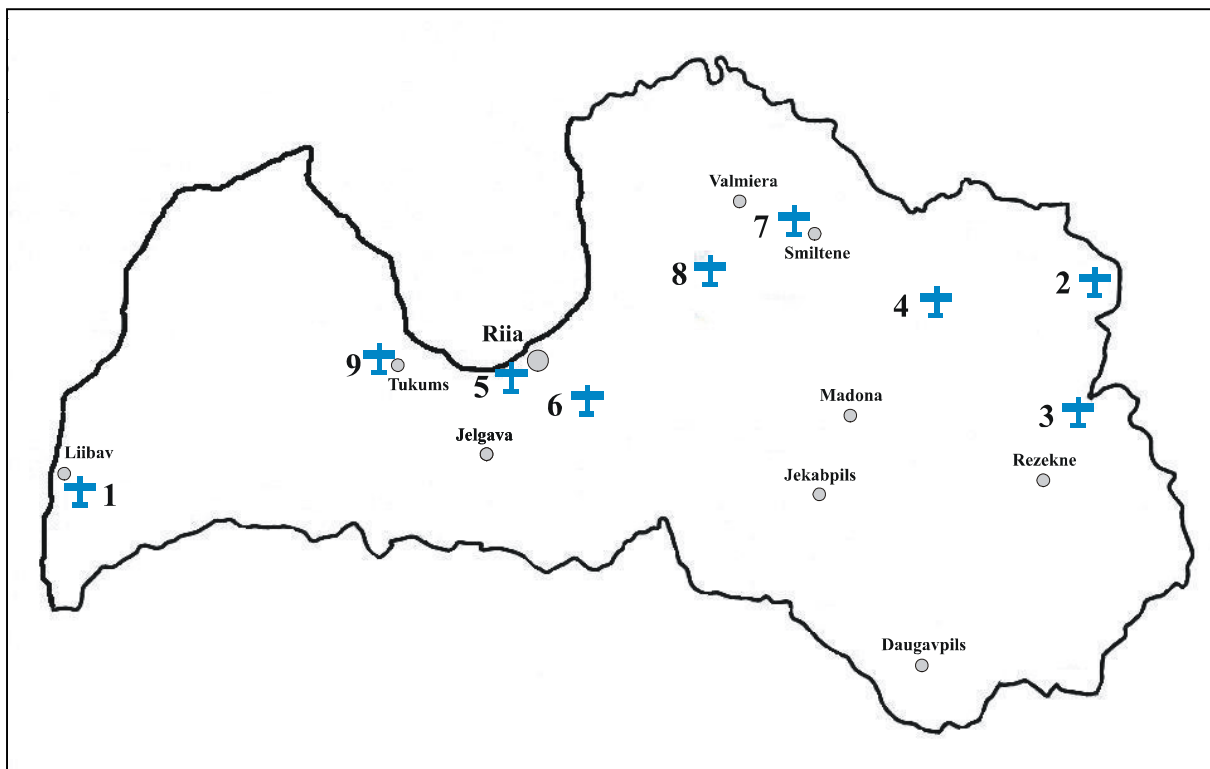 Valmiera
7
Smiltene
8
2
4
Riia
9
Tukums
5
6
Madona
3
Jelgava
Liibav
Rezekne
1
Jekabpils
Daugavpils